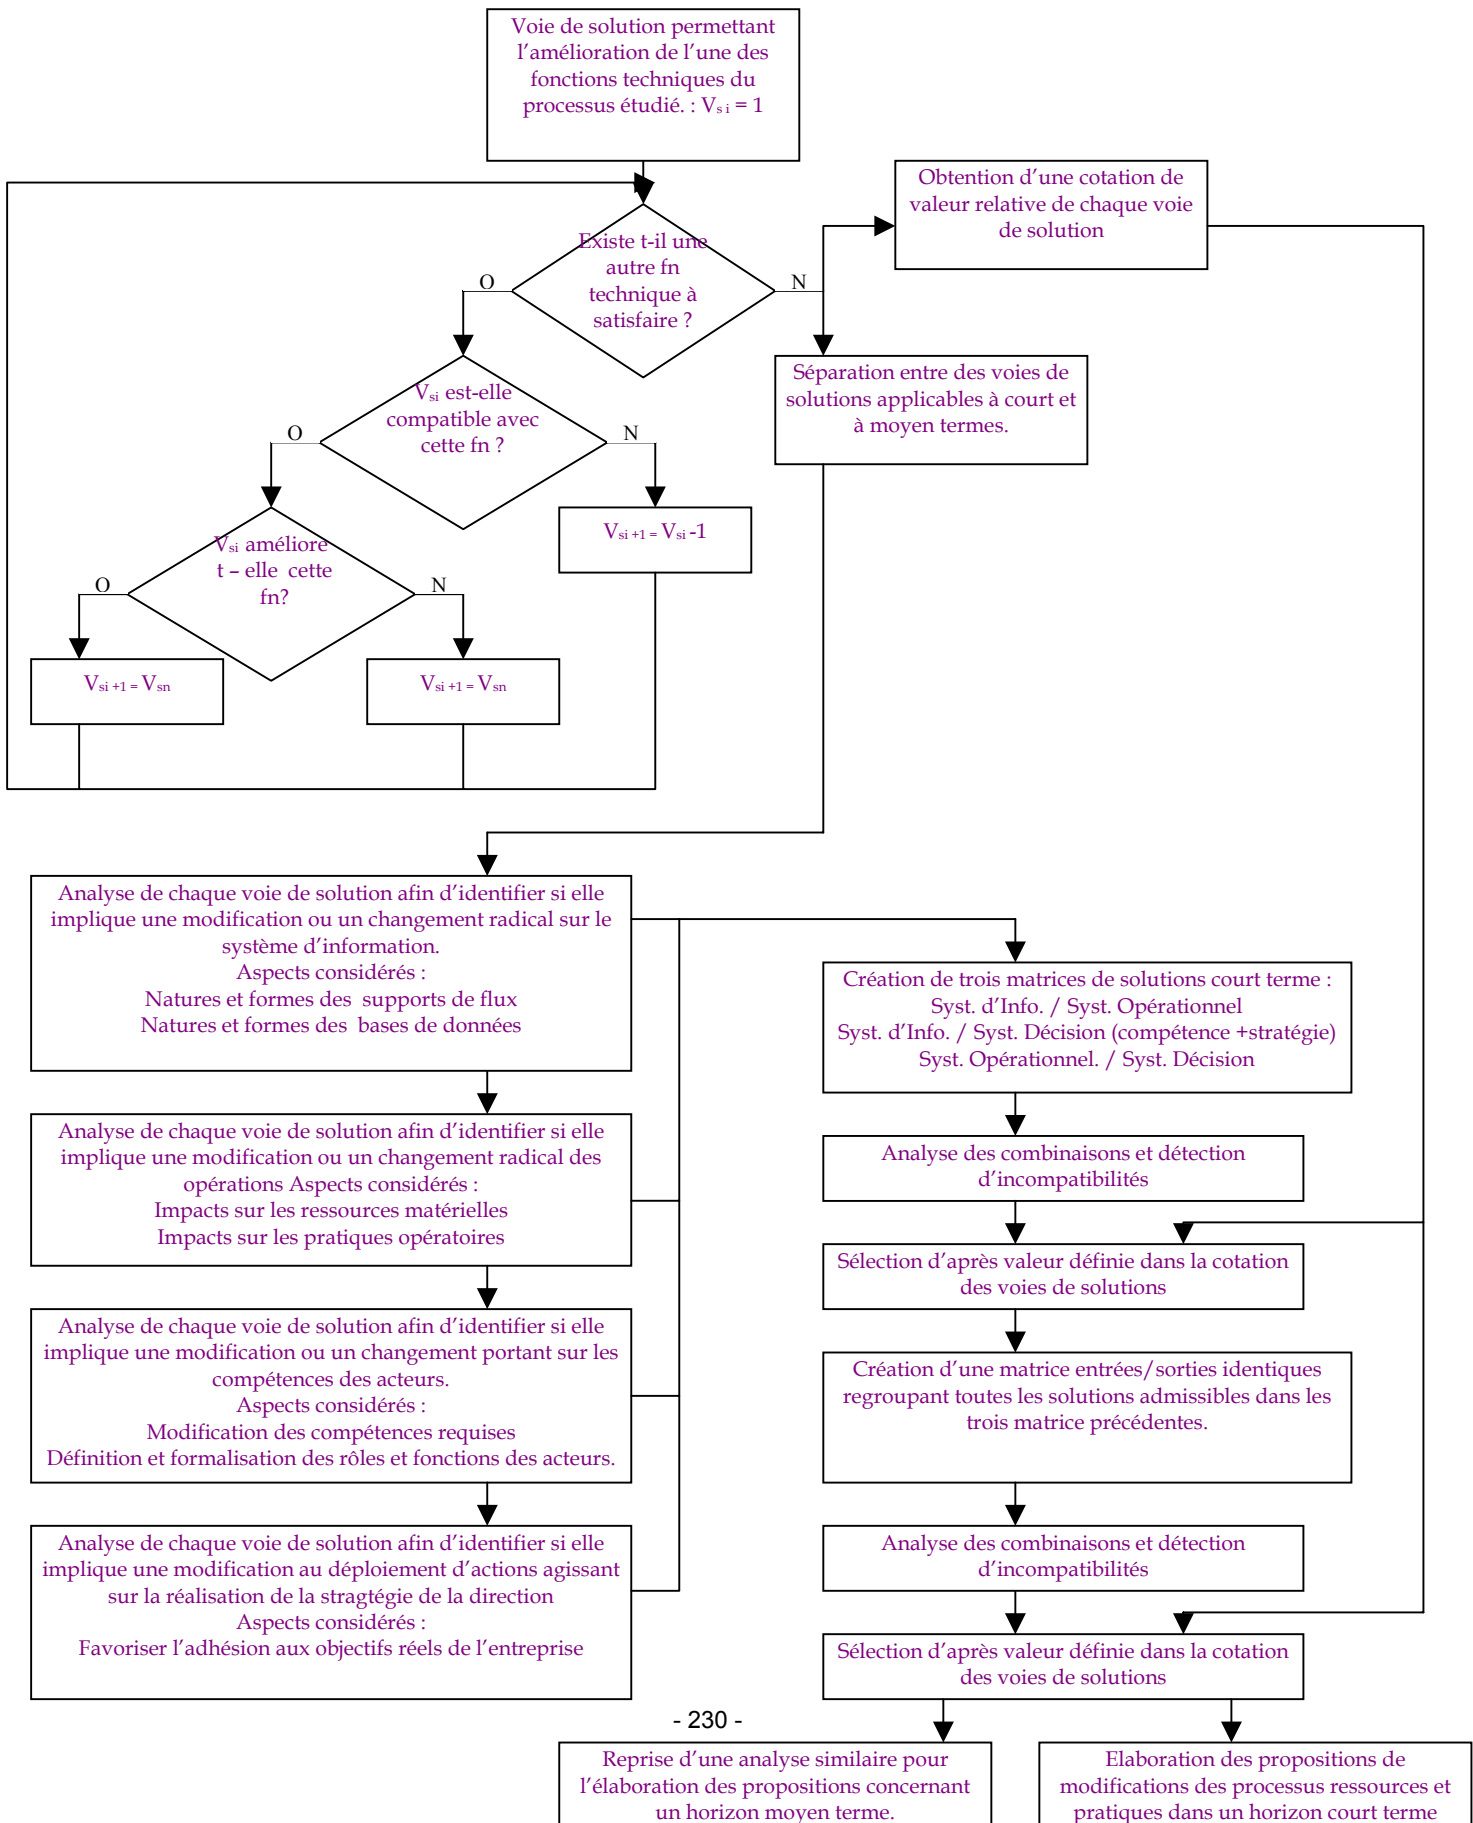 Voie de solution permettant
l'amélioration de l'une des
fonctions techniques du
processus étudié. : Vs i = 1
Obtention d'une cotation de
valeur relative de chaque voie
de solution
Existe t-il une
autre fn
technique à
satisfaire ?
O
N
Séparation entre des voies de
solutions applicables à court et
à moyen termes.
Vsi est-elle
compatible avec
cette fn ?
O
N
Vsi +1 = Vsi -1
Vsi améliore
t – elle cette
fn?
O
N
Vsi +1 = Vsn
Vsi +1 = Vsn
Analyse de chaque voie de solution afin d'identifier si elle
implique une modification ou un changement radical sur le
système d'information.
Aspects considérés :
Natures et formes des supports de flux
Natures et formes des bases de données
Analyse de chaque voie de solution afin d'identifier si elle
implique une modification ou un changement radical des
opérations Aspects considérés :
Impacts sur les ressources matérielles
Impacts sur les pratiques opératoires
Analyse de chaque voie de solution afin d'identifier si elle
implique une modification ou un changement portant sur les
compétences des acteurs.
Aspects considérés :
Modification des compétences requises
Définition et formalisation des rôles et fonctions des acteurs.
Analyse de chaque voie de solution afin d'identifier si elle
implique une modification au déploiement d'actions agissant
sur la réalisation de la stragtégie de la direction
Aspects considérés :
Favoriser l'adhésion aux objectifs réels de l'entreprise
Création de trois matrices de solutions court terme :
Syst. d'Info. / Syst. Opérationnel
Syst. d'Info. / Syst. Décision (compétence +stratégie)
Syst. Opérationnel. / Syst. Décision
Analyse des combinaisons et détection
d'incompatibilités
Sélection d'après valeur définie dans la cotation
des voies de solutions
Création d'une matrice entrées/sorties identiques
regroupant toutes les solutions admissibles dans les
trois matrice précédentes.
Analyse des combinaisons et détection
d'incompatibilités
Sélection d'après valeur définie dans la cotation
des voies de solutions
- 230 -
Reprise d'une analyse similaire pour
l'élaboration des propositions concernant
un horizon moyen terme.
Elaboration des propositions de
modifications des processus ressources et
pratiques dans un horizon court terme